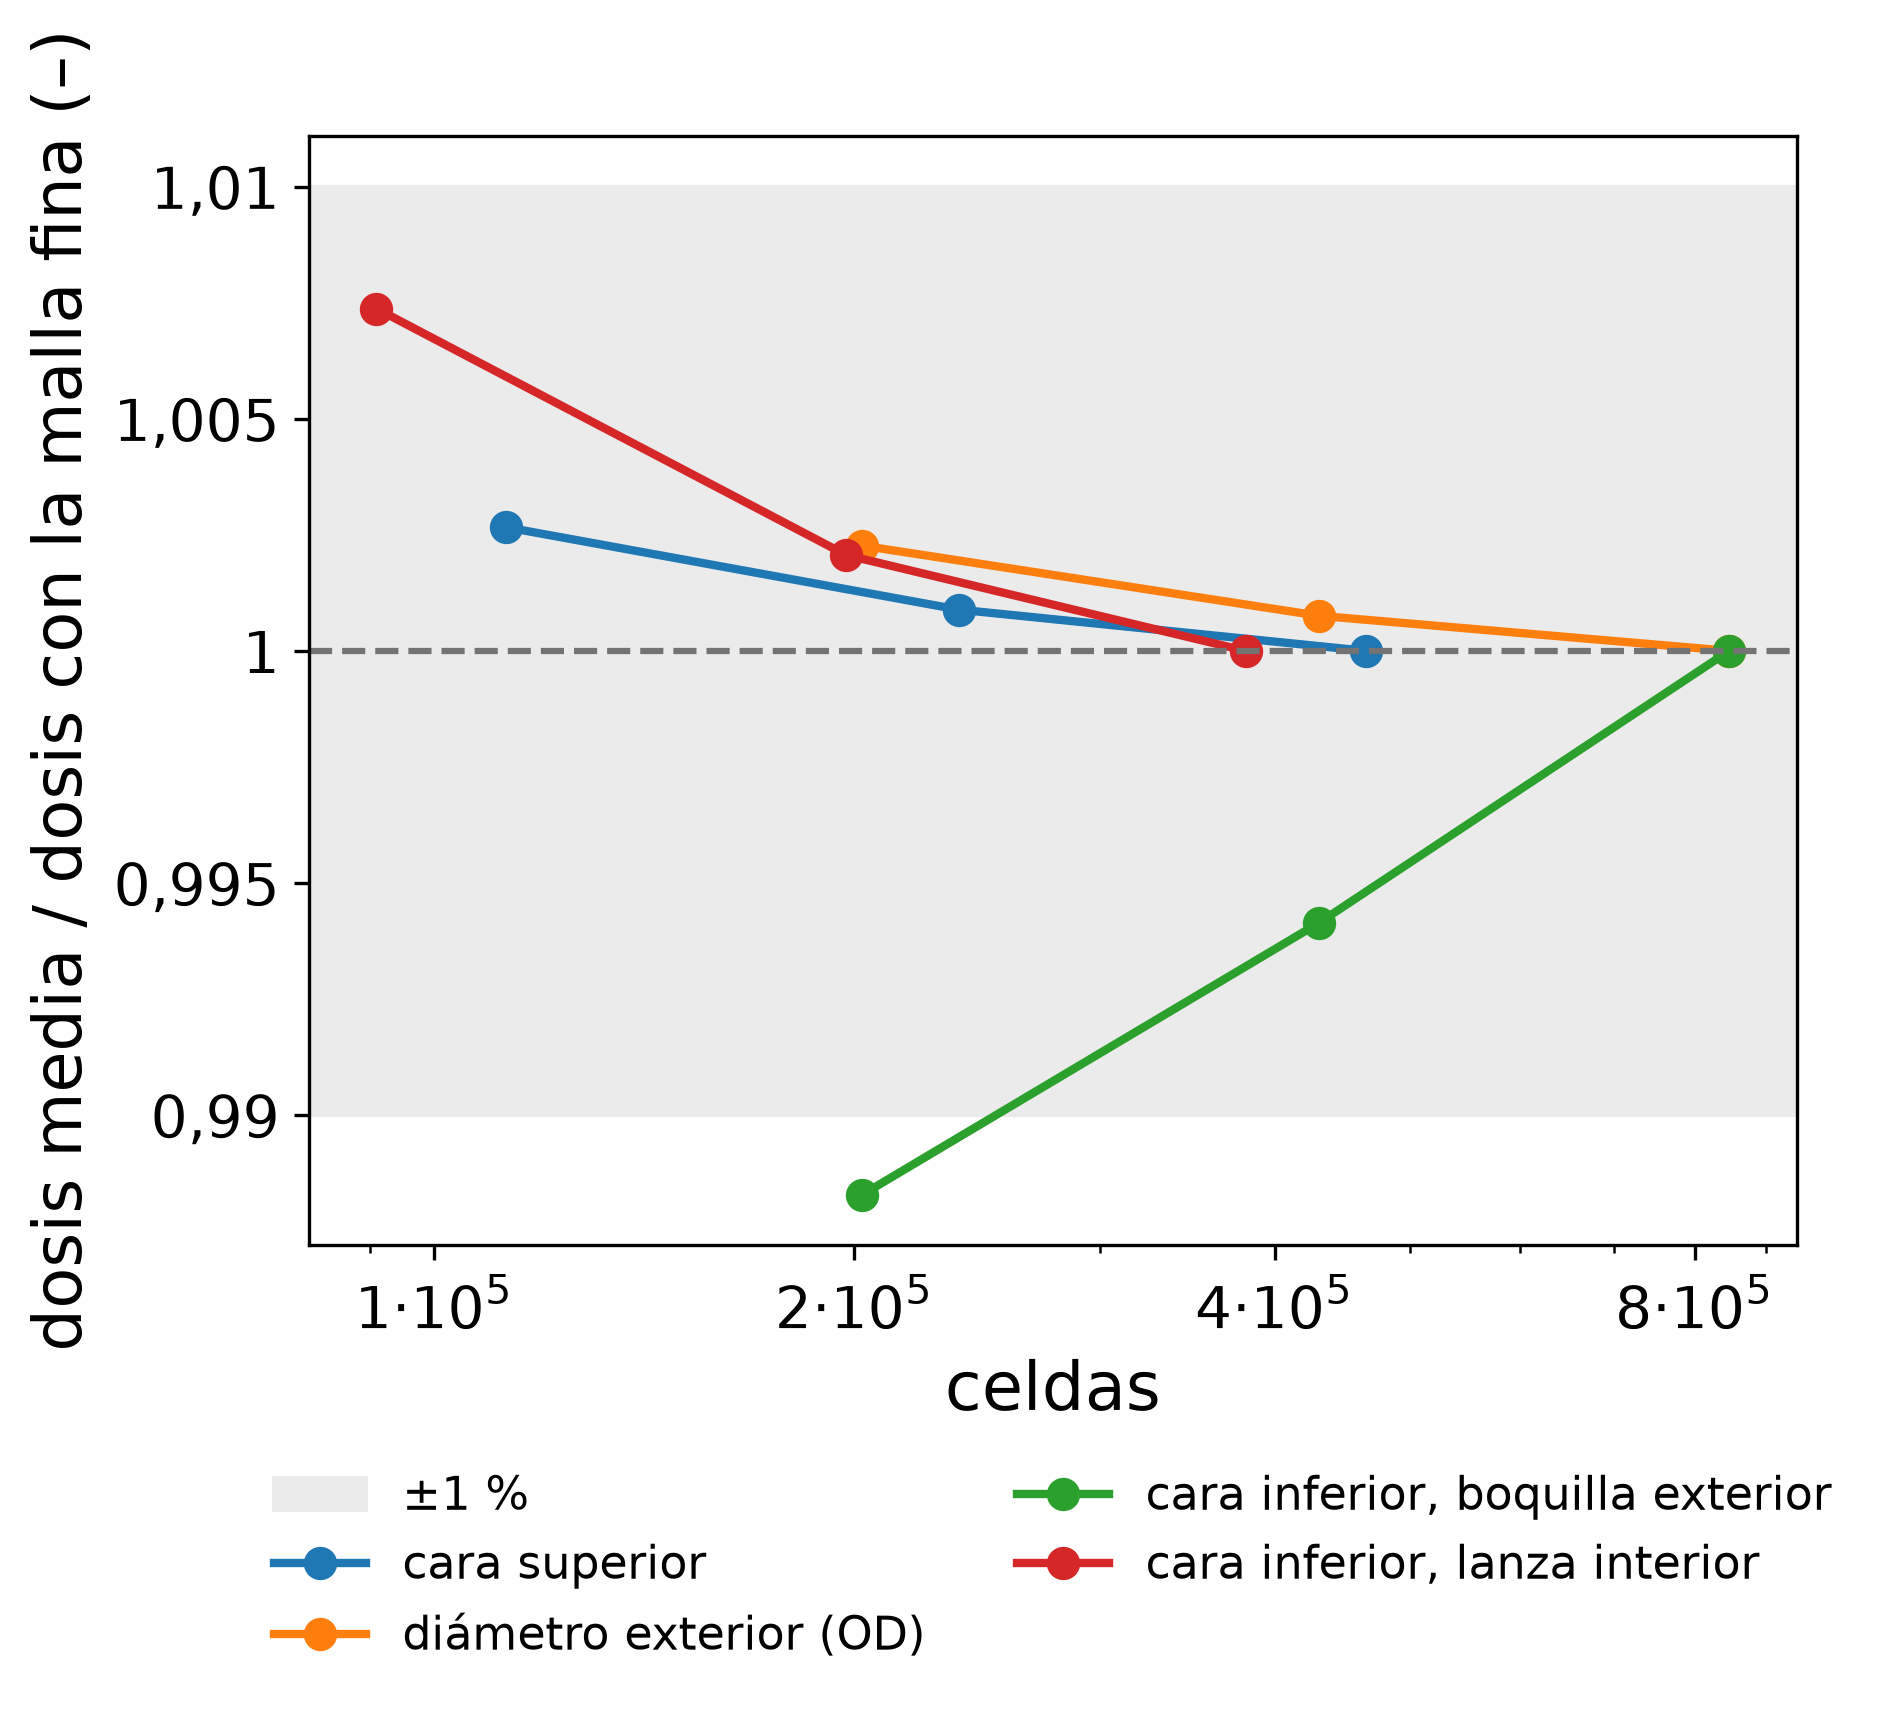 dosis media / dosis con la malla fina (–)
1,01
1,005
1
0,995
0,99
1·10⁵
2·10⁵
4·10⁵
8·10⁵
celdas
±1 %
cara superior
diámetro exterior (OD)
cara inferior, boquilla exterior
cara inferior, lanza interior